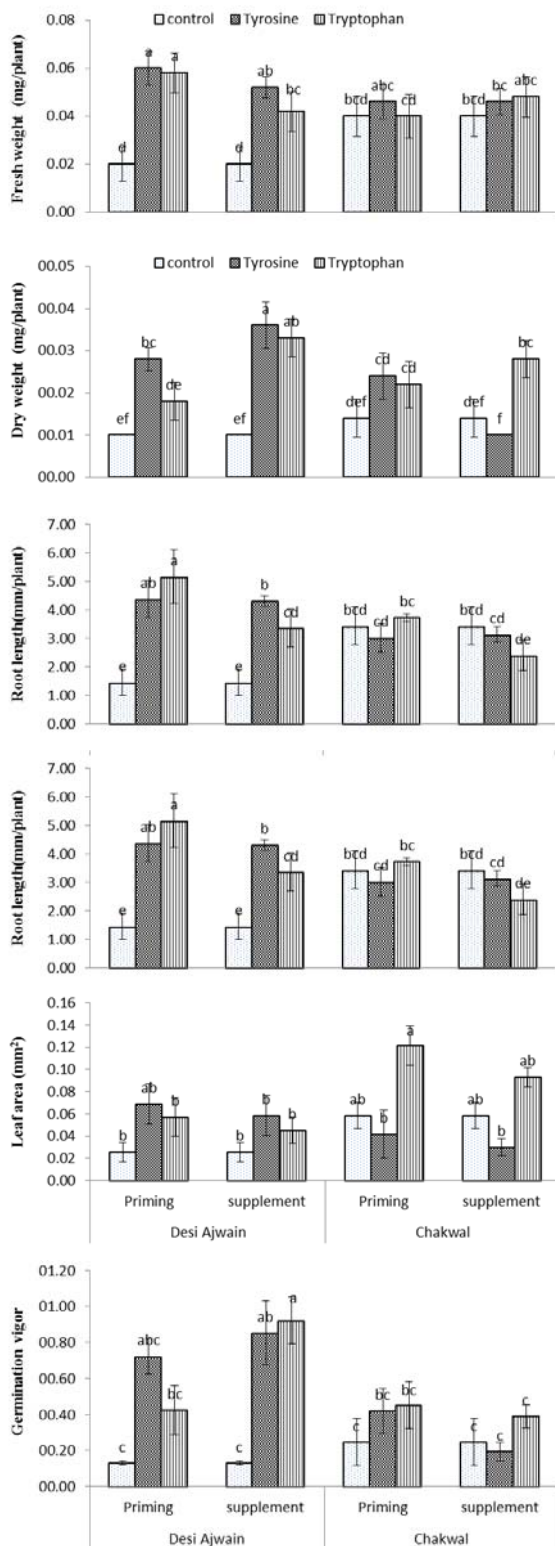 control Tyrosine Tryptophan
Fresh weight (mg/plant)
0.08
0.06
0.04
0.02
0.00
d a a d ab bc bcd abc cd bcd abc abc
control Tyrosine Tryptophan
Dry weight (mg/plant)
00.05
00.04
00.03
00.02
00.01
00.00
ef bc de ef a ab def cd cd def f bc
Root length(mm/plant)
7.00
6.00
5.00
4.00
3.00
2.00
1.00
0.00
e ab a e b cd bcd cd bc bcd cd de
Root length(mm/plant)
7.00
6.00
5.00
4.00
3.00
2.00
1.00
0.00
e ab a e b cd bcd cd bc bcd cd de
Leaf area (mm²)
0.16
0.14
0.12
0.10
0.08
0.06
0.04
0.02
0.00
b ab b b b b ab b a ab b ab
Priming supplement Priming supplement
Desi Ajwain Chakwal
Germination vigor
01.20
01.00
00.80
00.60
00.40
00.20
00.00
c abc bc c ab a c bc bc c c c
Priming supplement Priming supplement
Desi Ajwain Chakwal